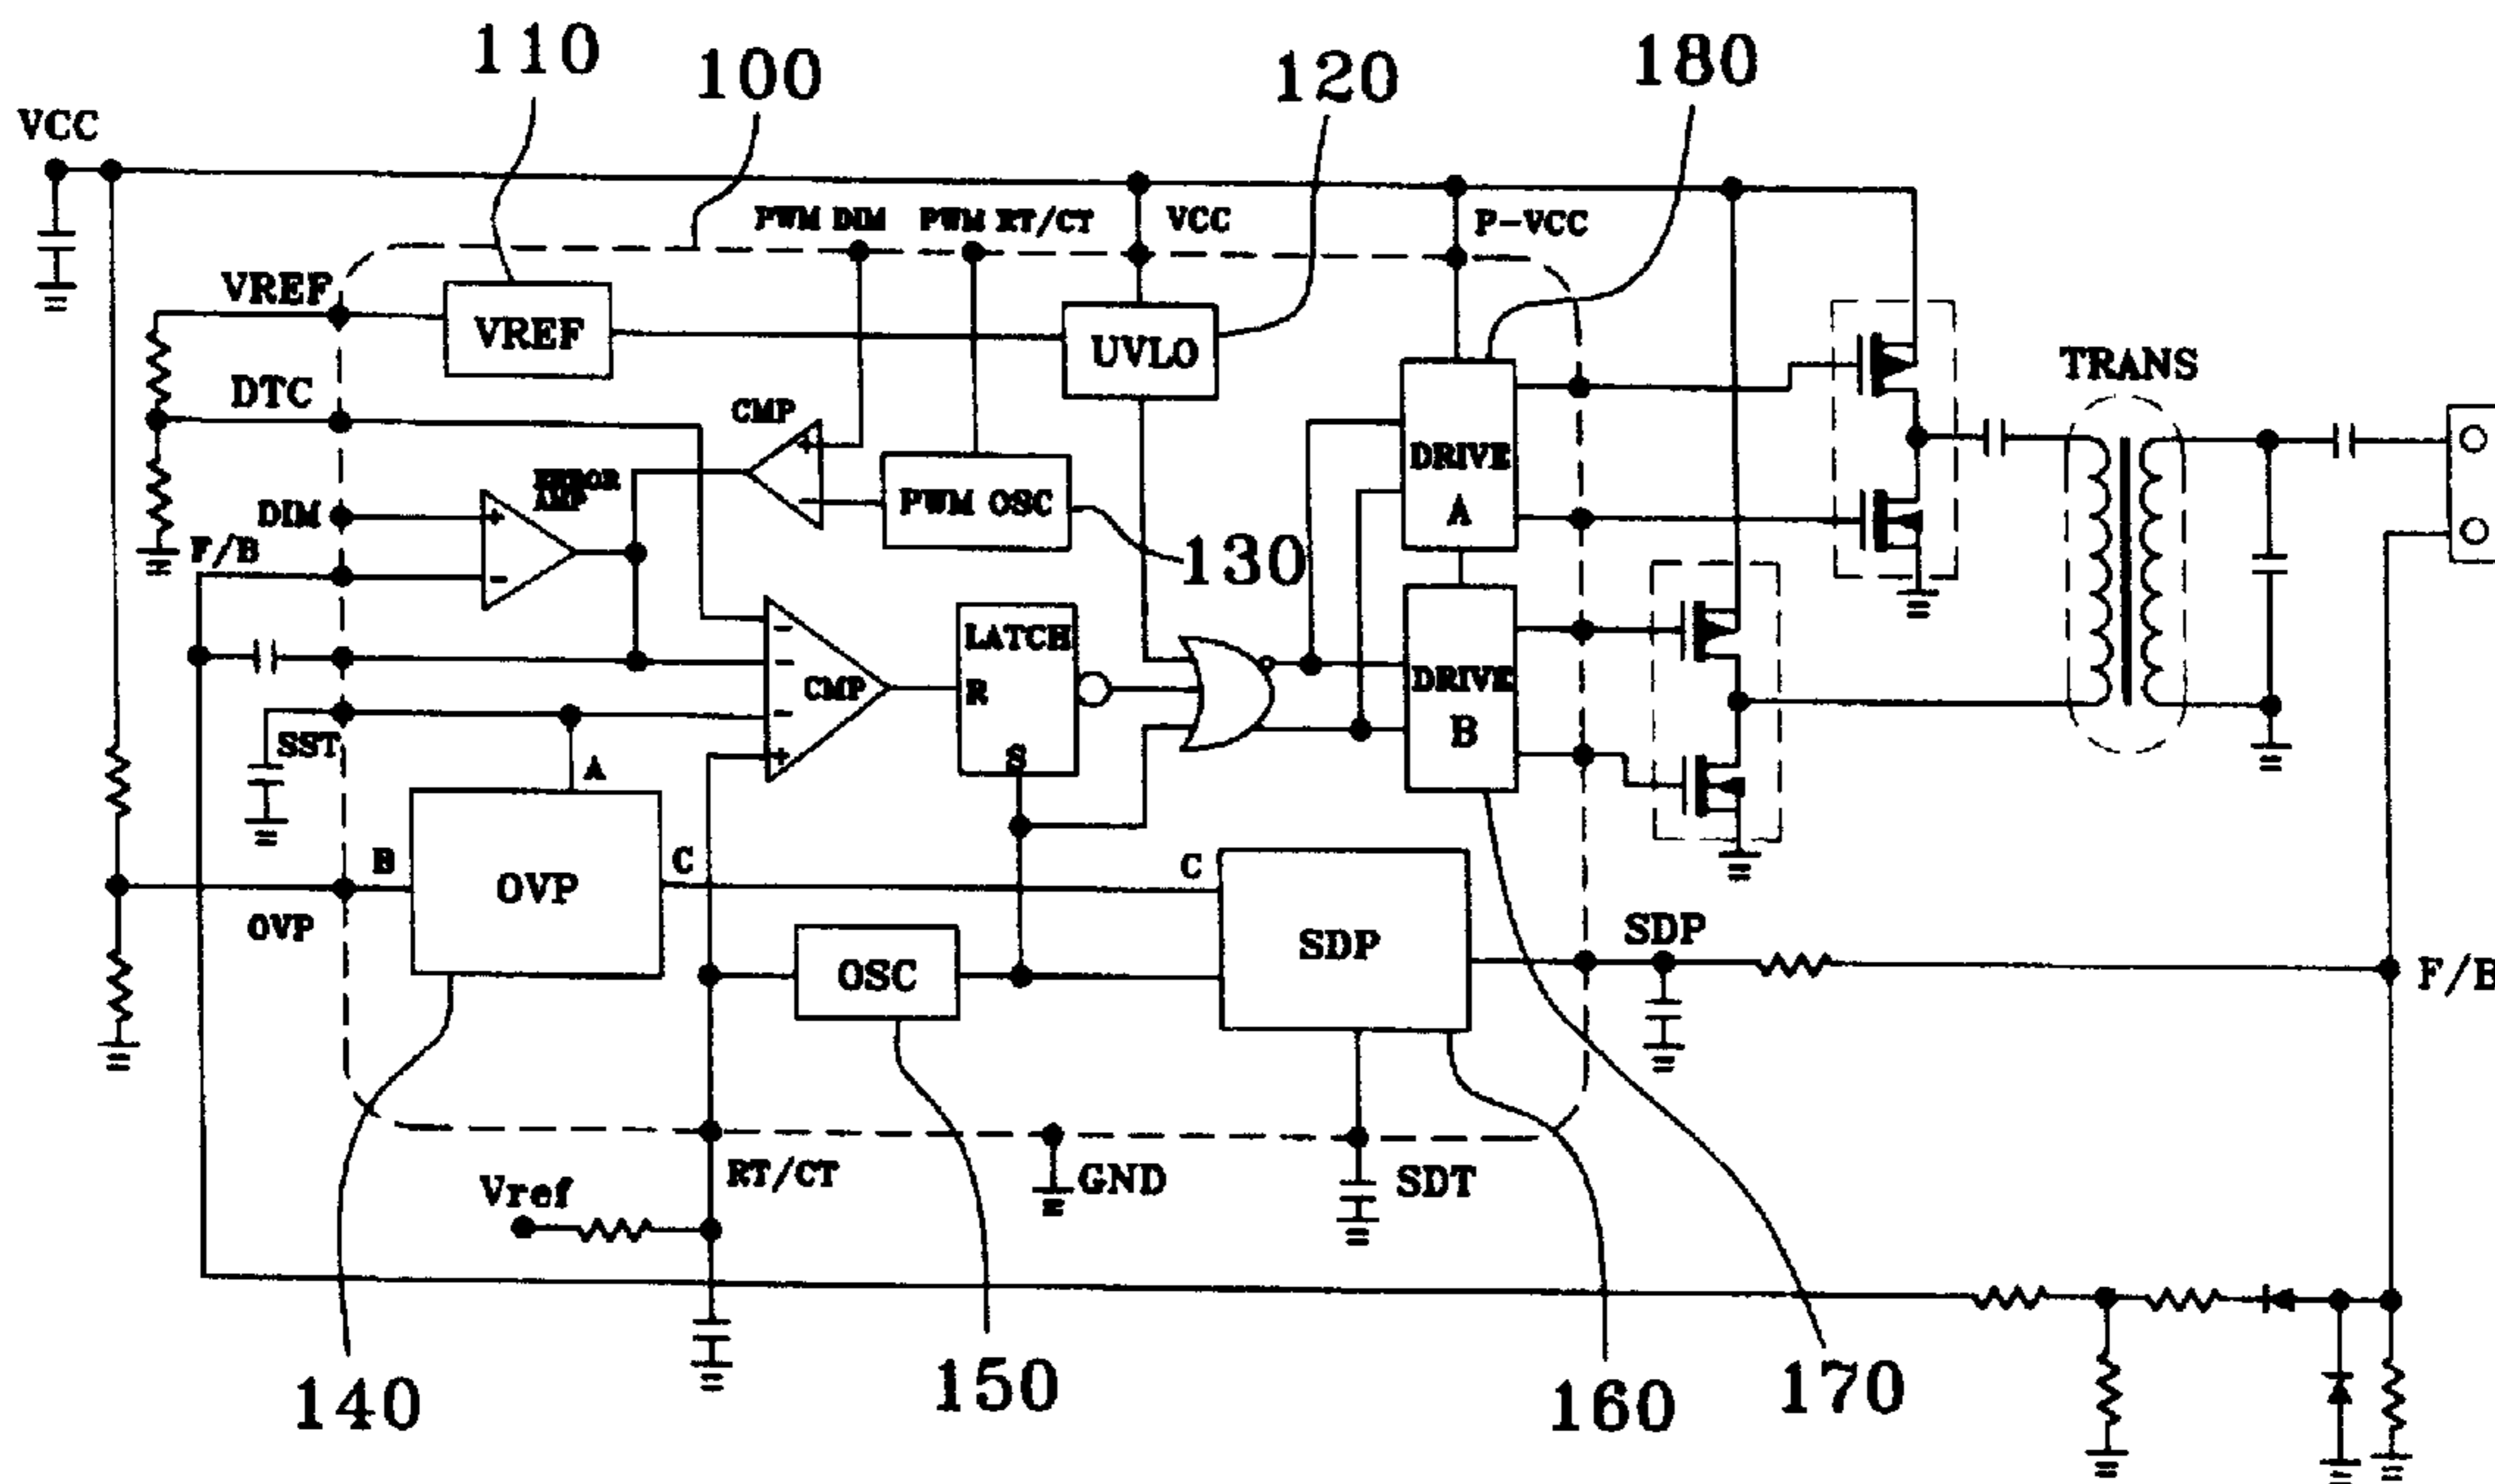 110
100
120
180
VCC
PWM DIM
PWM RT/CT
VCC
P-VCC
VREF
VREF
UVLO
TRANS
DTC
CMP
+
-
PWM OSC
DRIVE
A
ERROR
AMP
DIM
+
F/B
-
130
LATCH
R
S
-
-
-
+
CMP
DRIVE
B
SST
A
B
OVP
C
C
SDP
OVP
OSC
SDP
F/B
RT/CT
GND
SDT
Vref
140
150
160
170